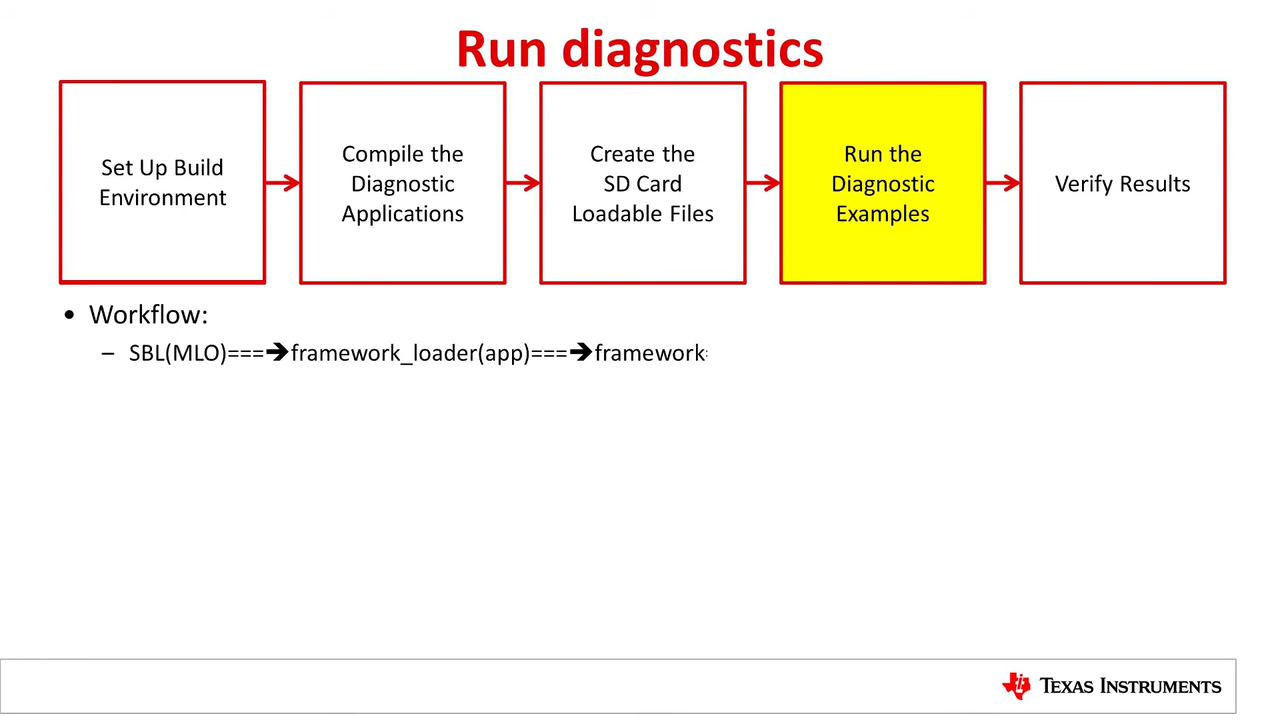 Run diagnostics
Set Up Build
Environment
Compile the
Diagnostic
Applications
Create the
SD Card
Loadable Files
Run the
Diagnostic
Examples
Verify Results
• Workflow:
– SBL(MLO)===➔framework_loader(app)===➔framework
TEXAS INSTRUMENTS